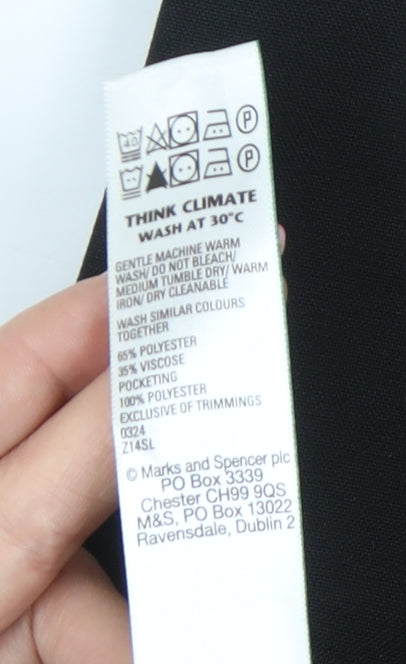 40 P
P
THINK CLIMATE
WASH AT 30°C
GENTLE MACHINE WARM
WASH/ DO NOT BLEACH/
MEDIUM TUMBLE DRY/ WARM
IRON/ DRY CLEANABLE
WASH SIMILAR COLOURS
TOGETHER
65% POLYESTER
35% VISCOSE
POCKETING
100% POLYESTER
EXCLUSIVE OF TRIMMINGS
0324
Z14SL
© Marks and Spencer plc
PO Box 3339
Chester CH99 9QS
M&S, PO Box 13022
Ravensdale, Dublin 2